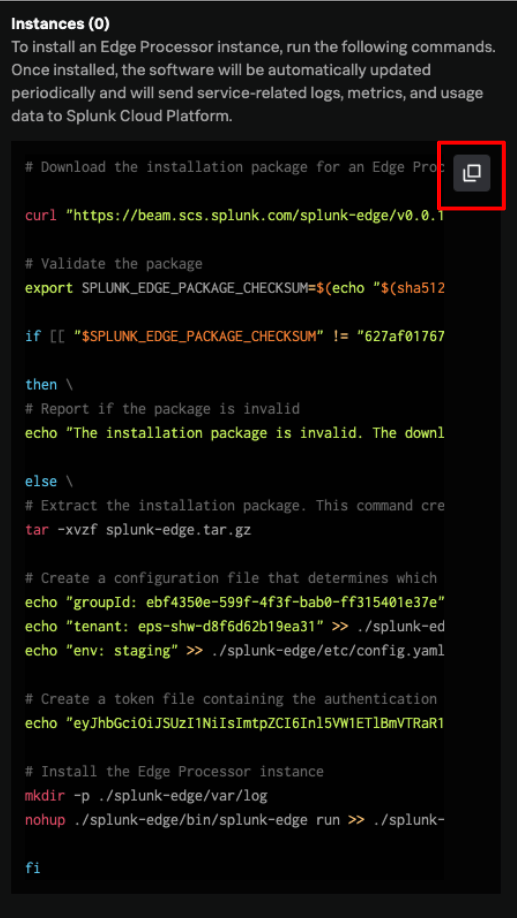 Instances (0)
To install an Edge Processor instance, run the following commands.
Once installed, the software will be automatically updated
periodically and will send service-related logs, metrics, and usage
data to Splunk Cloud Platform.
# Download the installation package for an Edge Proc
curl "https://beam.scs.splunk.com/splunk-edge/v0.0.1
# Validate the package
export SPLUNK_EDGE_PACKAGE_CHECKSUM=$(echo "$(sha512
if [[ "$SPLUNK_EDGE_PACKAGE_CHECKSUM" != "627af01767
then \
# Report if the package is invalid
echo "The installation package is invalid. The downl
else \
# Extract the installation package. This command cre
tar -xvzf splunk-edge.tar.gz
# Create a configuration file that determines which
echo "groupId: ebf4350e-599f-4f3f-bab0-ff315401e37e"
echo "tenant: eps-shw-d8f6d62b19ea31" >> ./splunk-ed
echo "env: staging" >> ./splunk-edge/etc/config.yaml
# Create a token file containing the authentication
echo "eyJhbGciOiJSUzI1NiIsImtpZCI6Inl5VW1ETlBmVTRaR1
# Install the Edge Processor instance
mkdir -p ./splunk-edge/var/log
nohup ./splunk-edge/bin/splunk-edge run >> ./splunk-
fi